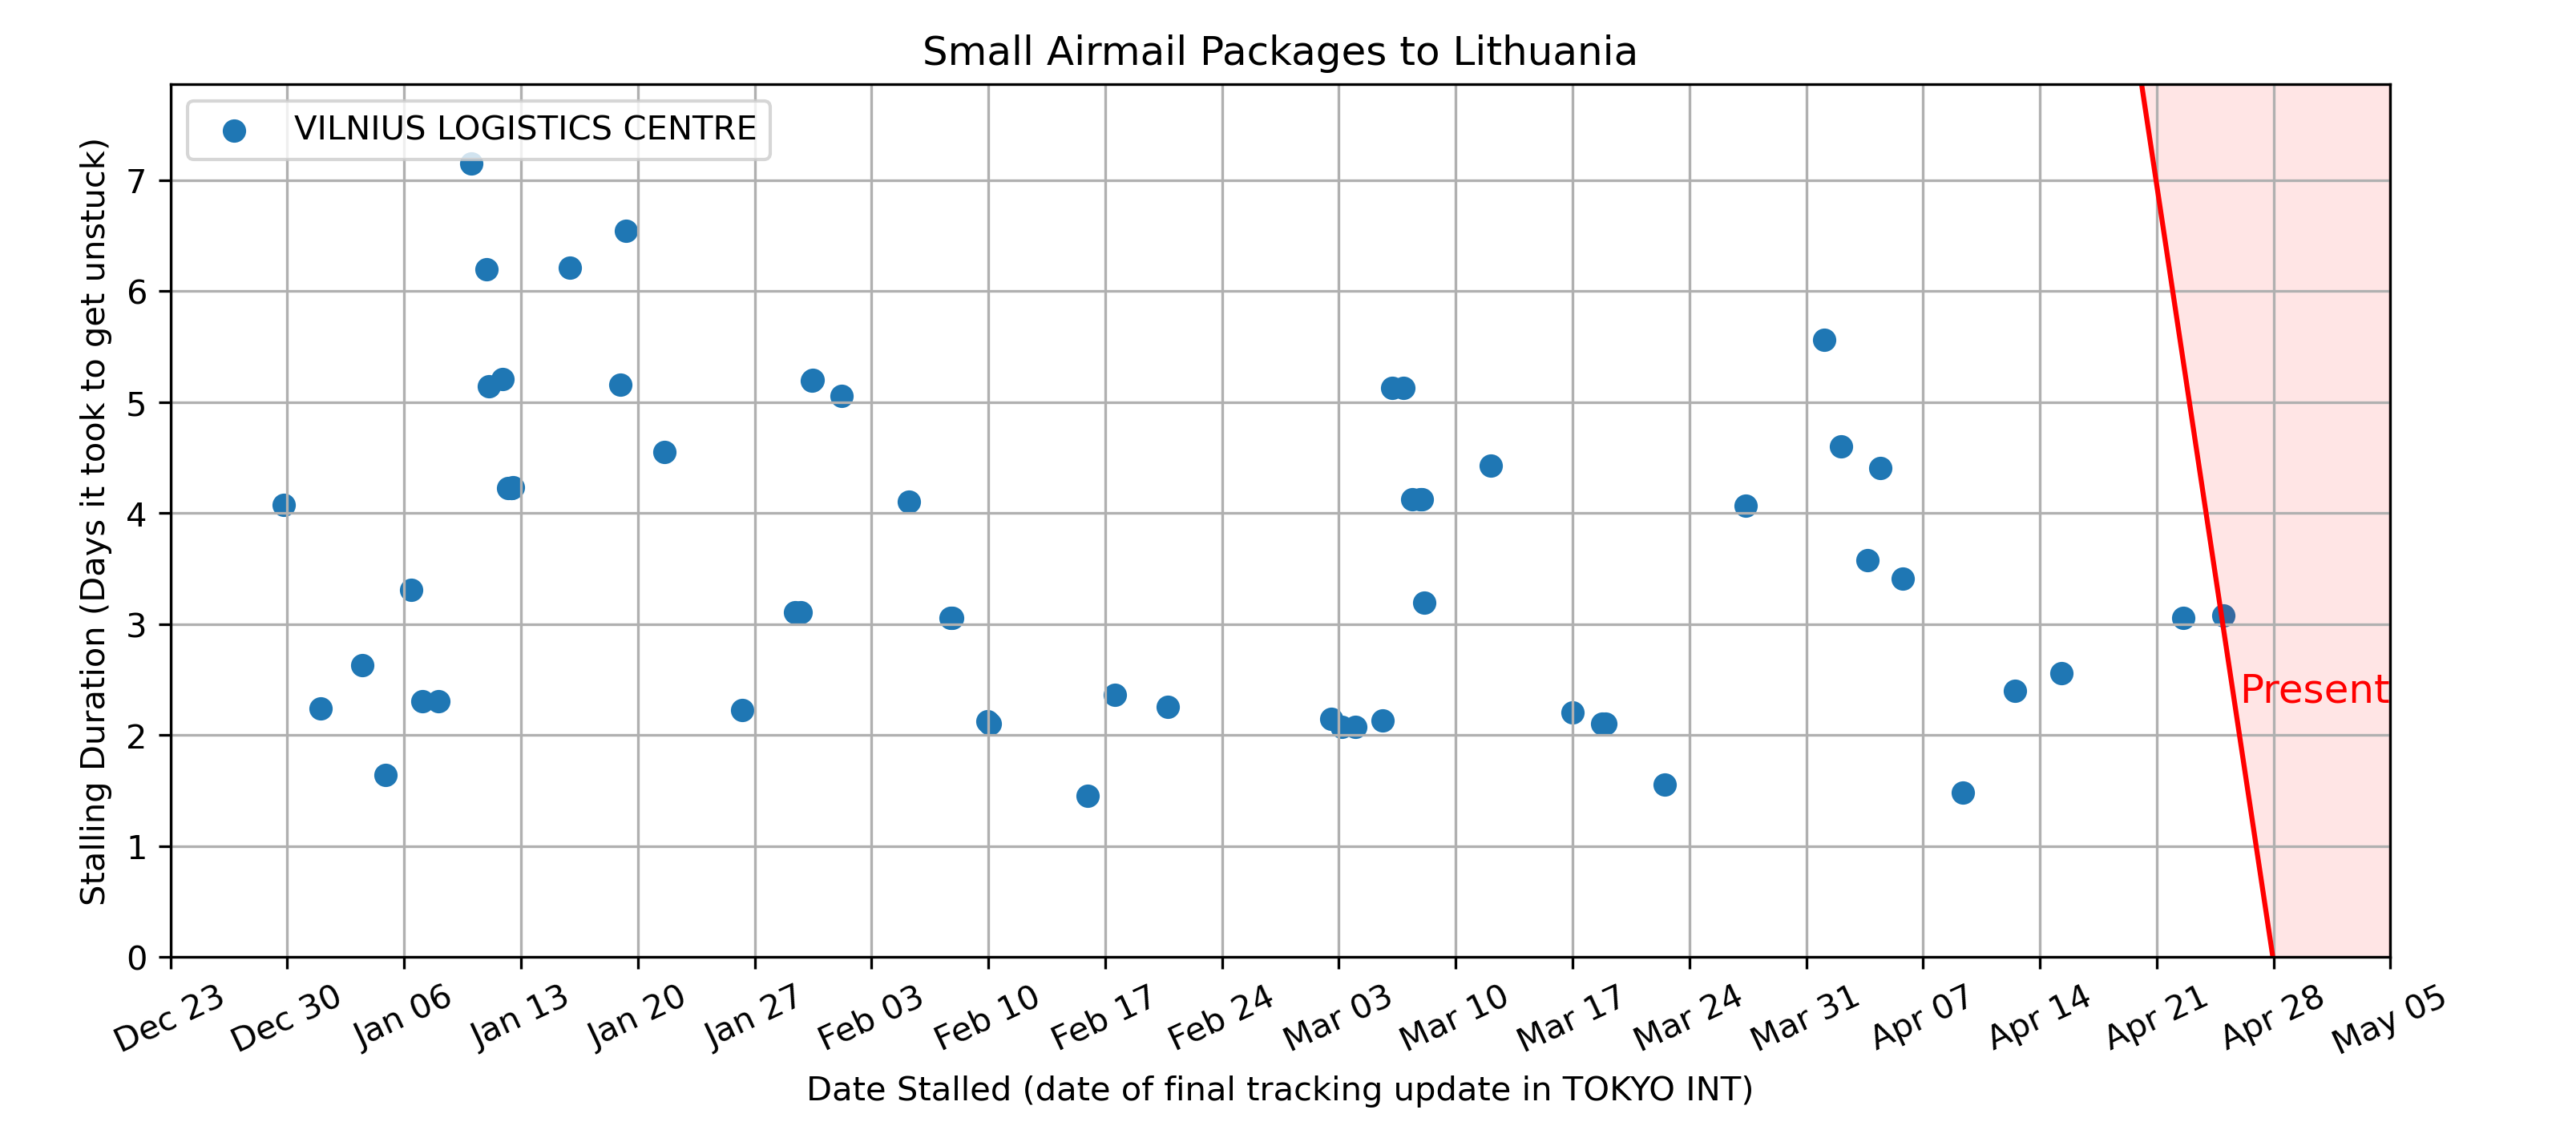 Small Airmail Packages to Lithuania
VILNIUS LOGISTICS CENTRE
Stalling Duration (Days it took to get unstuck)
7
6
5
4
3
2
1
0
Present
Dec 23
Dec 30
Jan 06
Jan 13
Jan 20
Jan 27
Feb 03
Feb 10
Feb 17
Feb 24
Mar 03
Mar 10
Mar 17
Mar 24
Mar 31
Apr 07
Apr 14
Apr 21
Apr 28
May 05
Date Stalled (date of final tracking update in TOKYO INT)